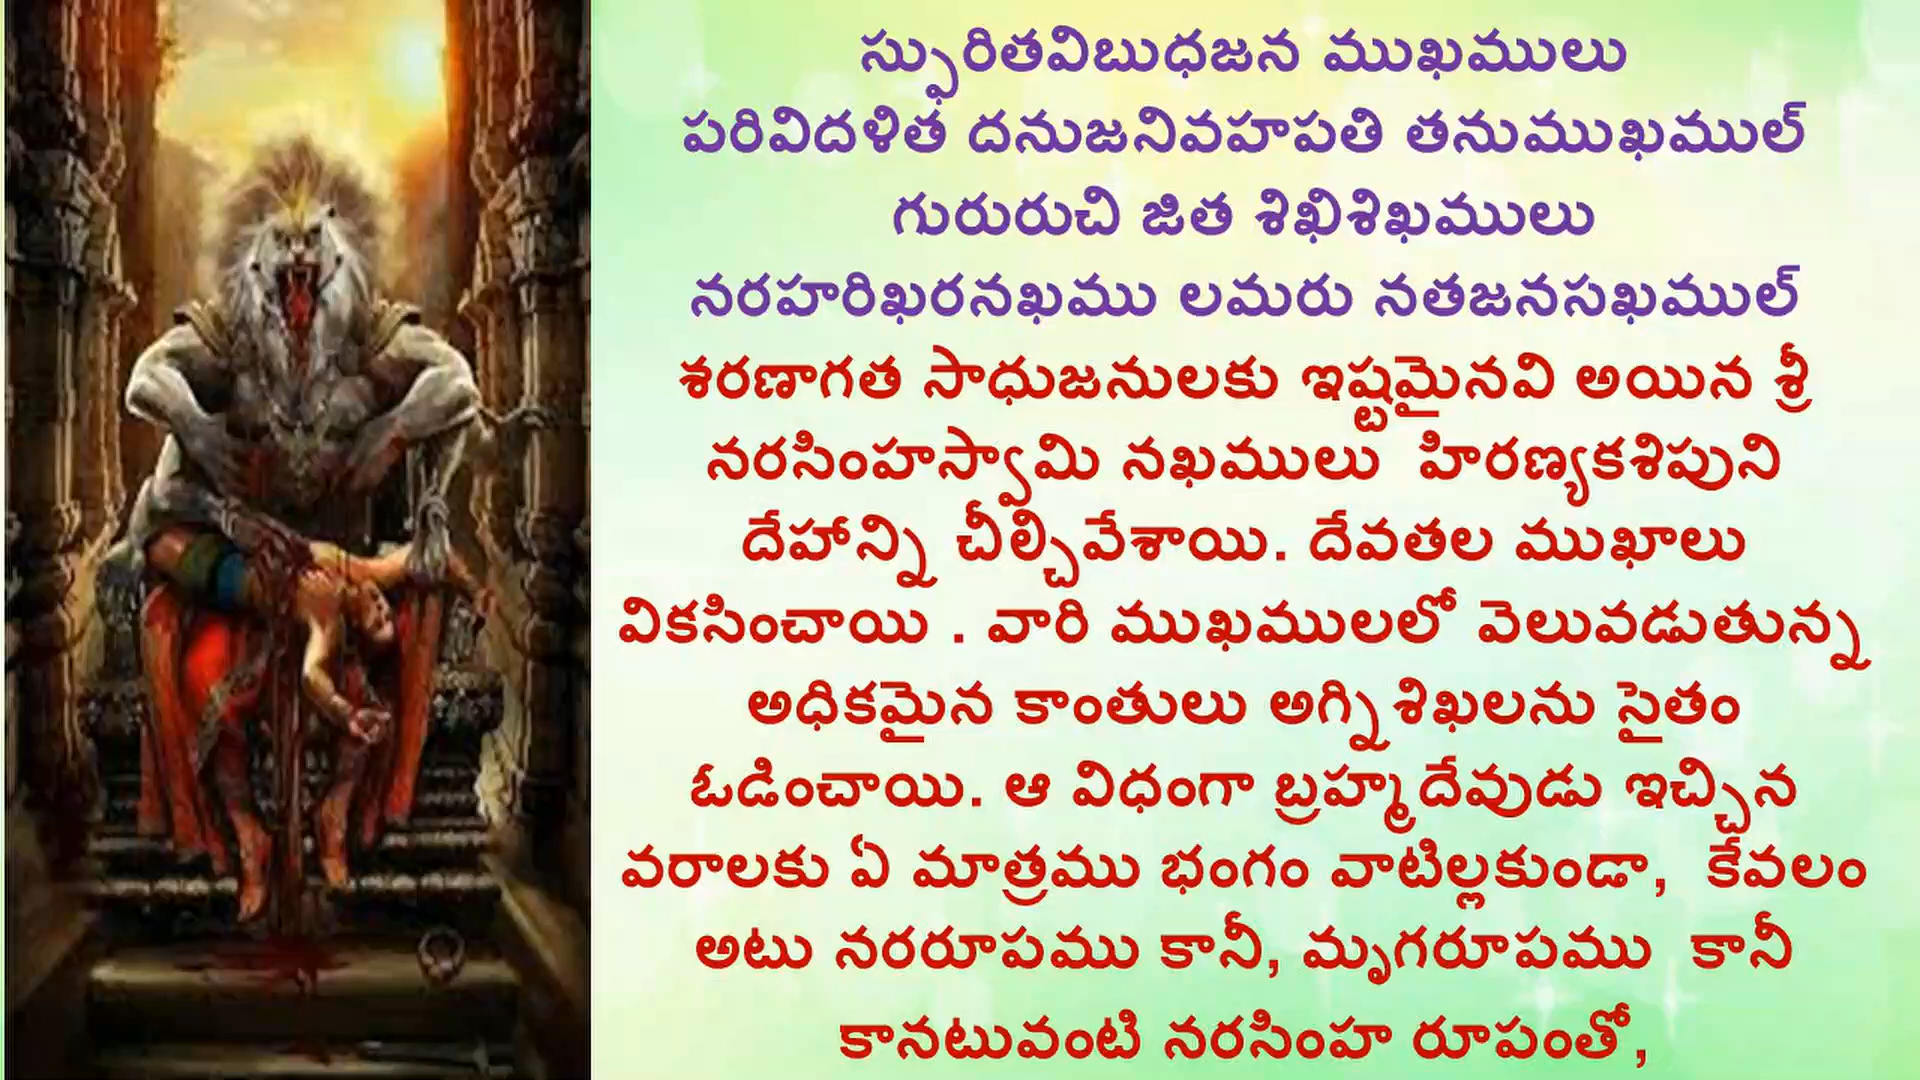 స్ఫురితవిబుధజన ముఖములు
పరివిదళిత దనుజనివహపతి తనుముఖముల్
గురురుచి జిత శిఖిశిఖములు
నరహరిఖరనఖము లమరు నతజనసఖముల్
శరణాగత సాధుజనులకు ఇష్టమైనవి అయిన శ్రీ
నరసింహస్వామి నఖములు  హిరణ్యకశిపుని
దేహాన్ని చీల్చివేశాయి. దేవతల ముఖాలు
వికసించాయి . వారి ముఖములలో వెలువడుతున్న
అధికమైన కాంతులు అగ్నిశిఖలను సైతం
ఓడించాయి. ఆ విధంగా బ్రహ్మదేవుడు ఇచ్చిన
వరాలకు ఏ మాత్రము భంగం వాటిల్లకుండా,  కేవలం
అటు నరరూపము కానీ, మృగరూపము  కానీ
కానటువంటి నరసింహ రూపంతో,